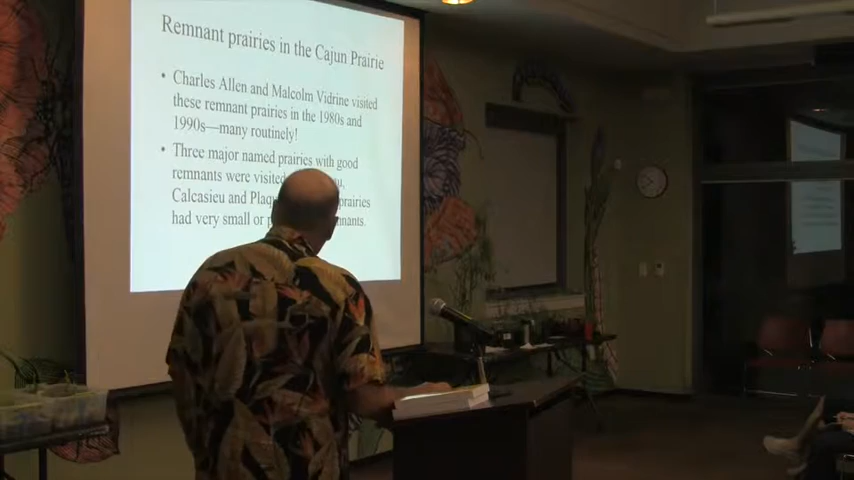 Remnant prairies in the Cajun Prairie
• Charles Allen and Malcolm Vidrine visited
these remnant prairies in the 1980s and
1990s—many routinely!
• Three major named prairies with good
remnants were visited
Calcasieu and prairies
had very small or